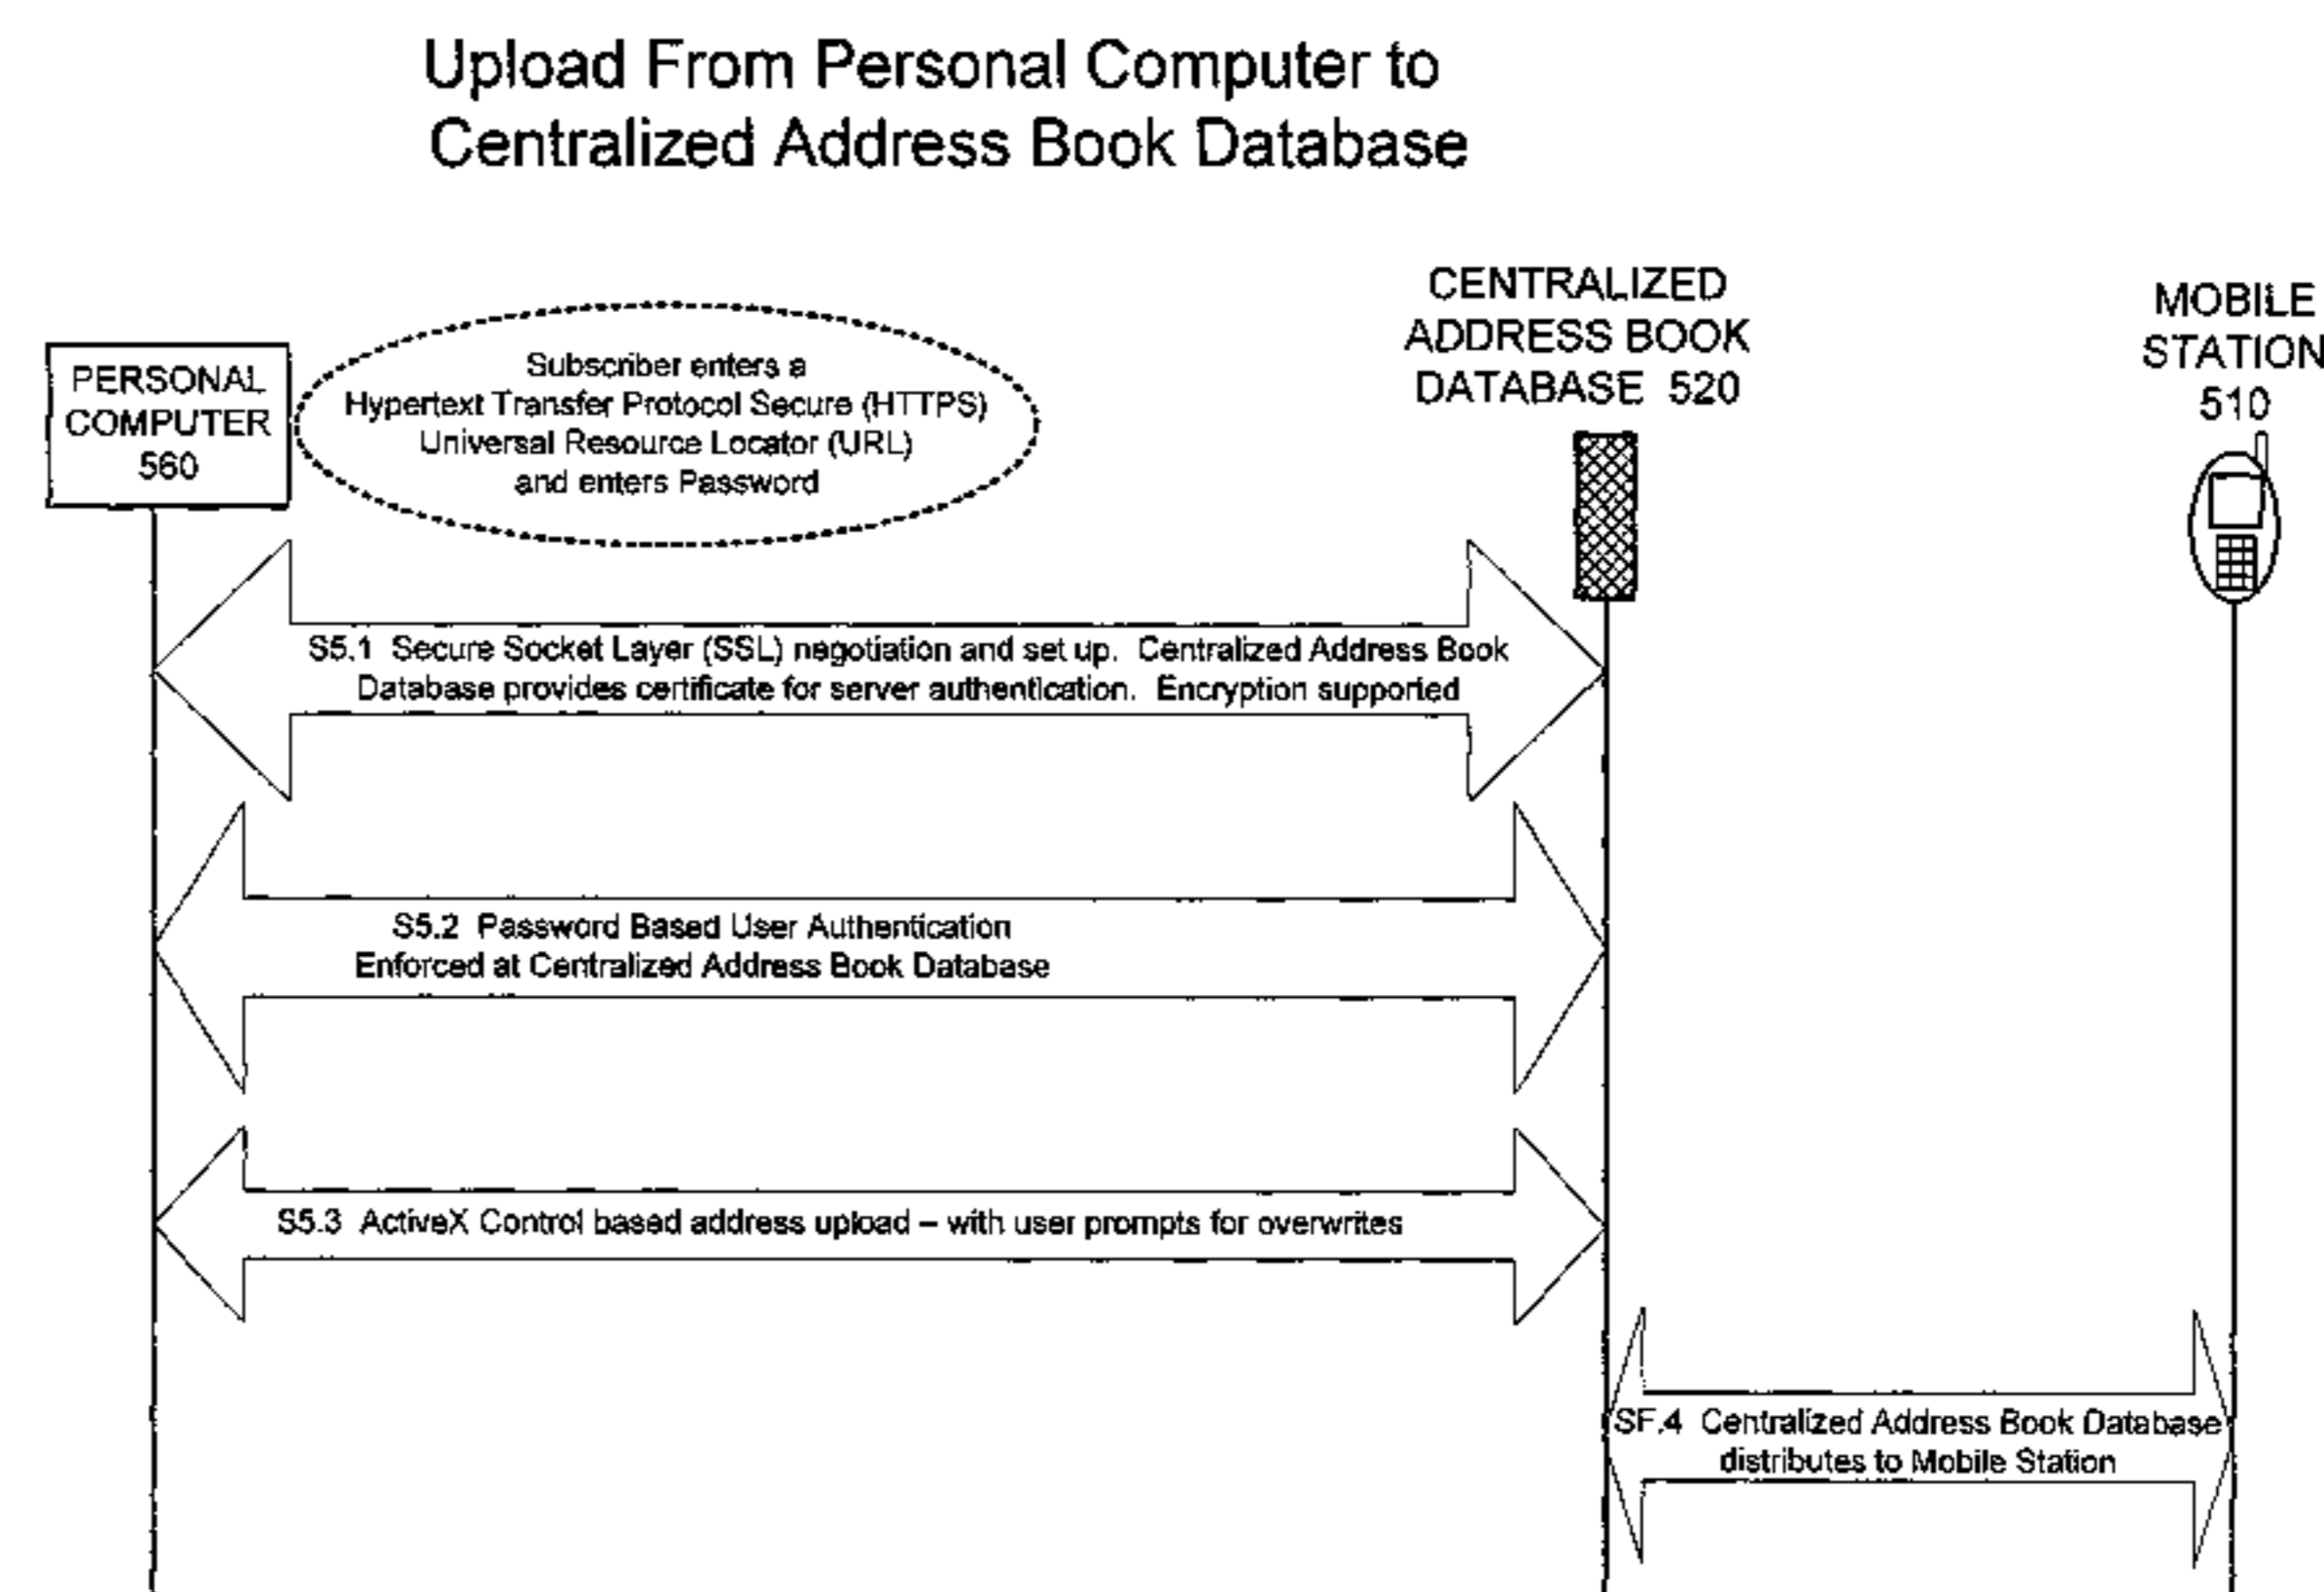 Upload From Personal Computer to
Centralized Address Book Database
CENTRALIZED
ADDRESS BOOK
DATABASE 520
MOBILE
STATION
510
PERSONAL
COMPUTER
560
Subscriber enters a
Hypertext Transfer Protocol Secure (HTTPS)
Universal Resource Locator (URL)
and enters Password
S5.1 Secure Socket Layer (SSL) negotiation and set up. Centralized Address Book
Database provides certificate for server authentication. Encryption supported
S5.2 Password Based User Authentication
Enforced at Centralized Address Book Database
S5.3 ActiveX Control based address upload – with user prompts for overwrites
SF.4 Centralized Address Book Database
distributes to Mobile Station